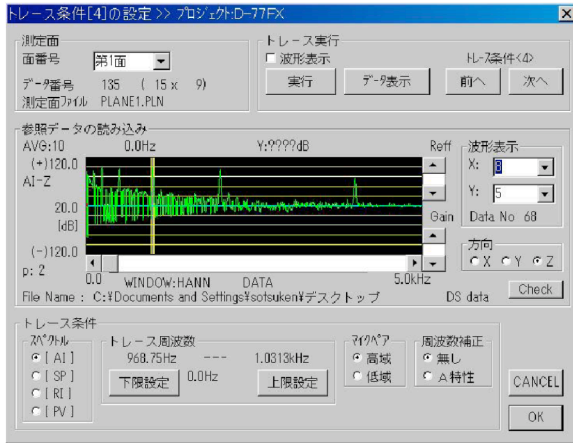 トレース条件[4]の設定 >> プロジェクト:D-77FX
測定面
面番号 第1面
データ番号 135 ( 15 x 9)
測定面ファイル PLANE1.PLN
トレース実行
波形表示 トレース条件<4>
実行 データ表示 前へ 次へ
参照データの読み込み
AVG:10 0.0Hz Y:????dB Reff
(+)120.0
AI-Z
20.0
[dB]
(-)120.0
p: 2
0.0 WINDOW:HANN DATA 5.0kHz
Gain
波形表示
X: 8
Y: 5
Data No 68
方向
X Y Z
File Name : C:¥Documents and Settings¥sotsuken¥デスクトップ DS data Check
トレース条件
スペクトル
[ AI ]
[ SP ]
[ RI ]
[ PV ]
トレース周波数
968.75Hz --- 1.0313kHz
下限設定 0.0Hz 上限設定
マイクペア
高域
低域
周波数補正
無し
A特性
CANCEL
OK